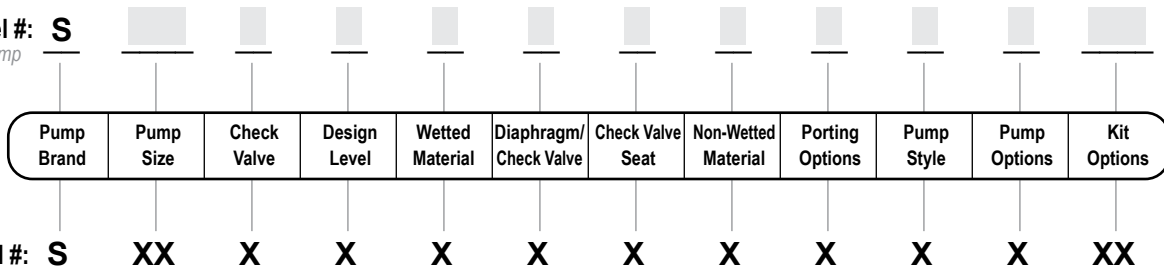 el #: S
mp
Pump Brand Pump Size Check Valve Design Level Wetted Material Diaphragm/ Check Valve Check Valve Seat Non-Wetted Material Porting Options Pump Style Pump Options Kit Options
l #: S XX X X X X X X X X X XX